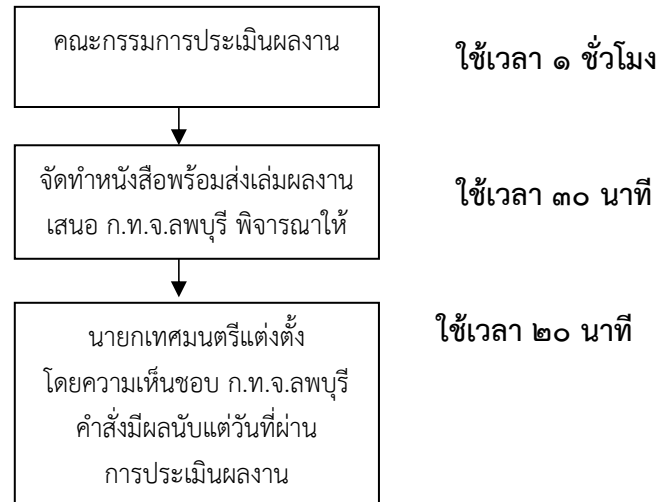 คณะกรรมการประเมินผลงาน
ใช้เวลา ๑ ชั่วโมง
จัดทำหนังสือพร้อมส่งเล่มผลงาน
เสนอ ก.ท.จ.ลพบุรี พิจารณาให้
ใช้เวลา ๓๐ นาที
นายกเทศมนตรีแต่งตั้ง
โดยความเห็นชอบ ก.ท.จ.ลพบุรี
คำสั่งมีผลนับแต่วันที่ผ่าน
การประเมินผลงาน
ใช้เวลา ๒๐ นาที